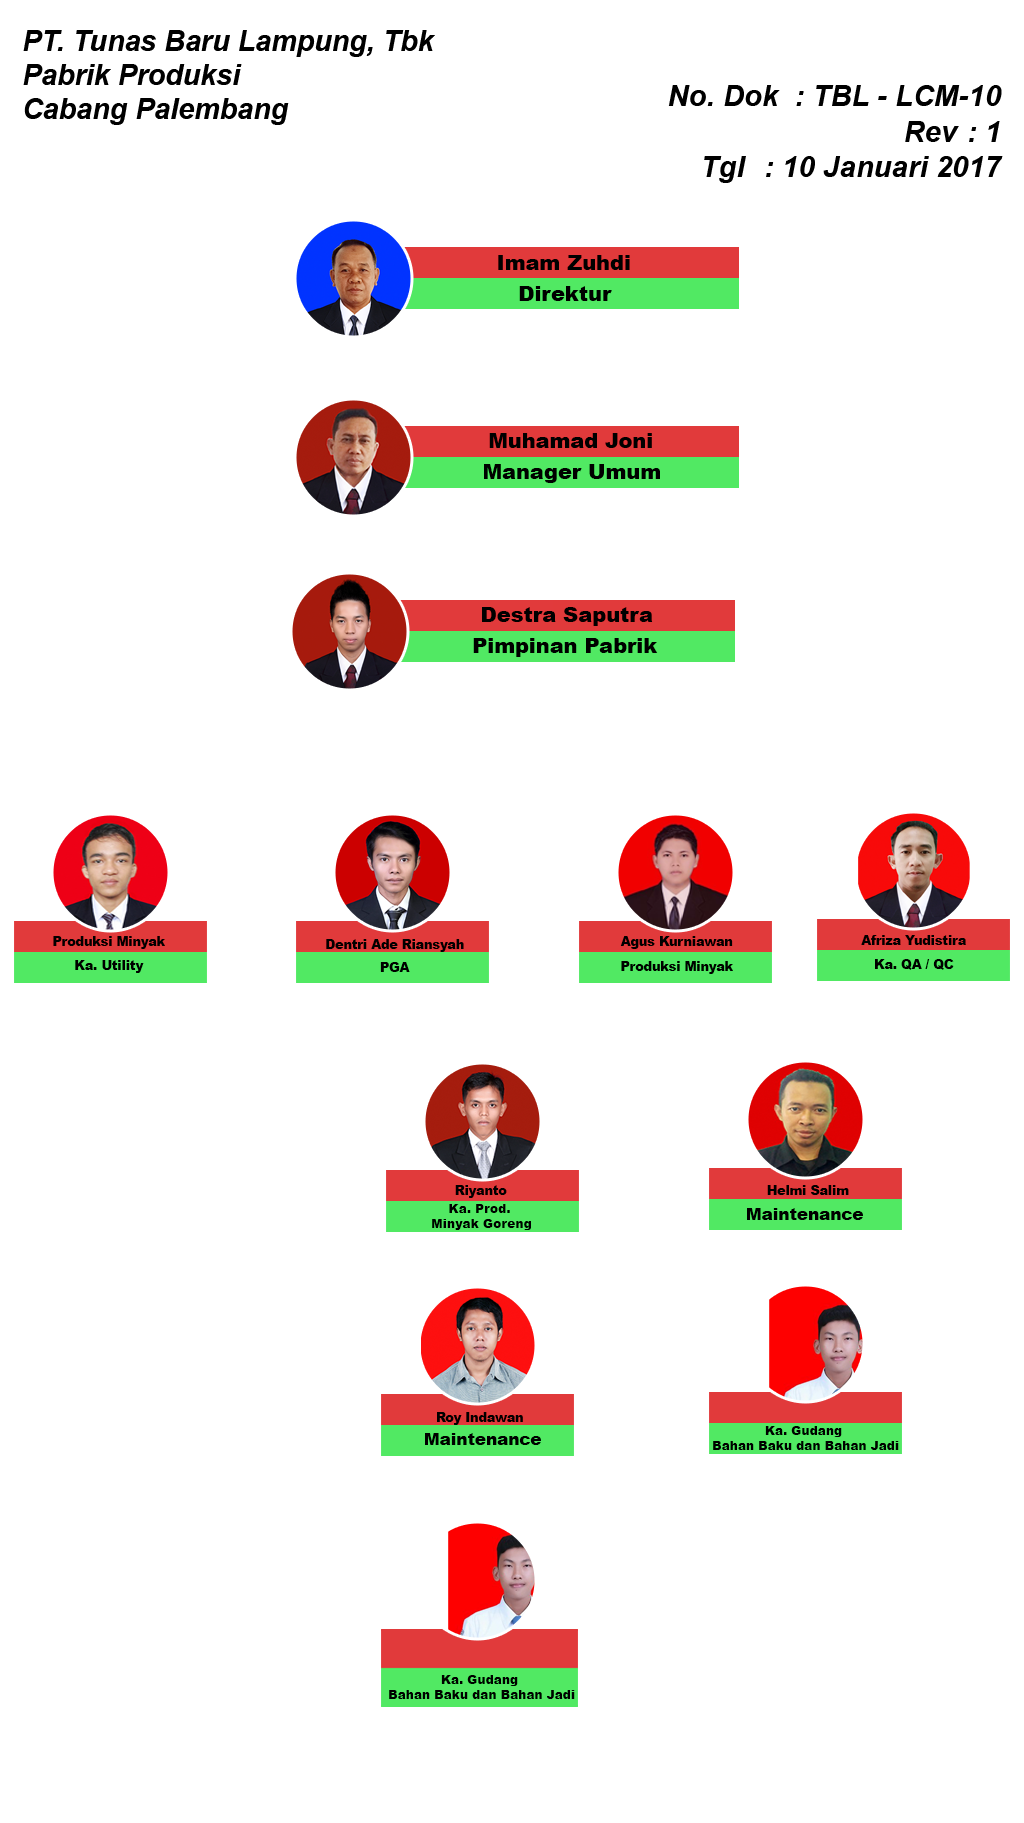 PT. Tunas Baru Lampung, Tbk
Pabrik Produksi
Cabang Palembang
No. Dok : TBL - LCM-10
Rev : 1
Tgl : 10 Januari 2017
Imam Zuhdi
Direktur
Muhamad Joni
Manager Umum
Destra Saputra
Pimpinan Pabrik
Produksi Minyak
Ka. Utility
Dentri Ade Riansyah
PGA
Agus Kurniawan
Produksi Minyak
Afriza Yudistira
Ka. QA / QC
Riyanto
Ka. Prod.
Minyak Goreng
Helmi Salim
Maintenance
Roy Indawan
Maintenance
Ka. Gudang
Bahan Baku dan Bahan Jadi
Ka. Gudang
Bahan Baku dan Bahan Jadi